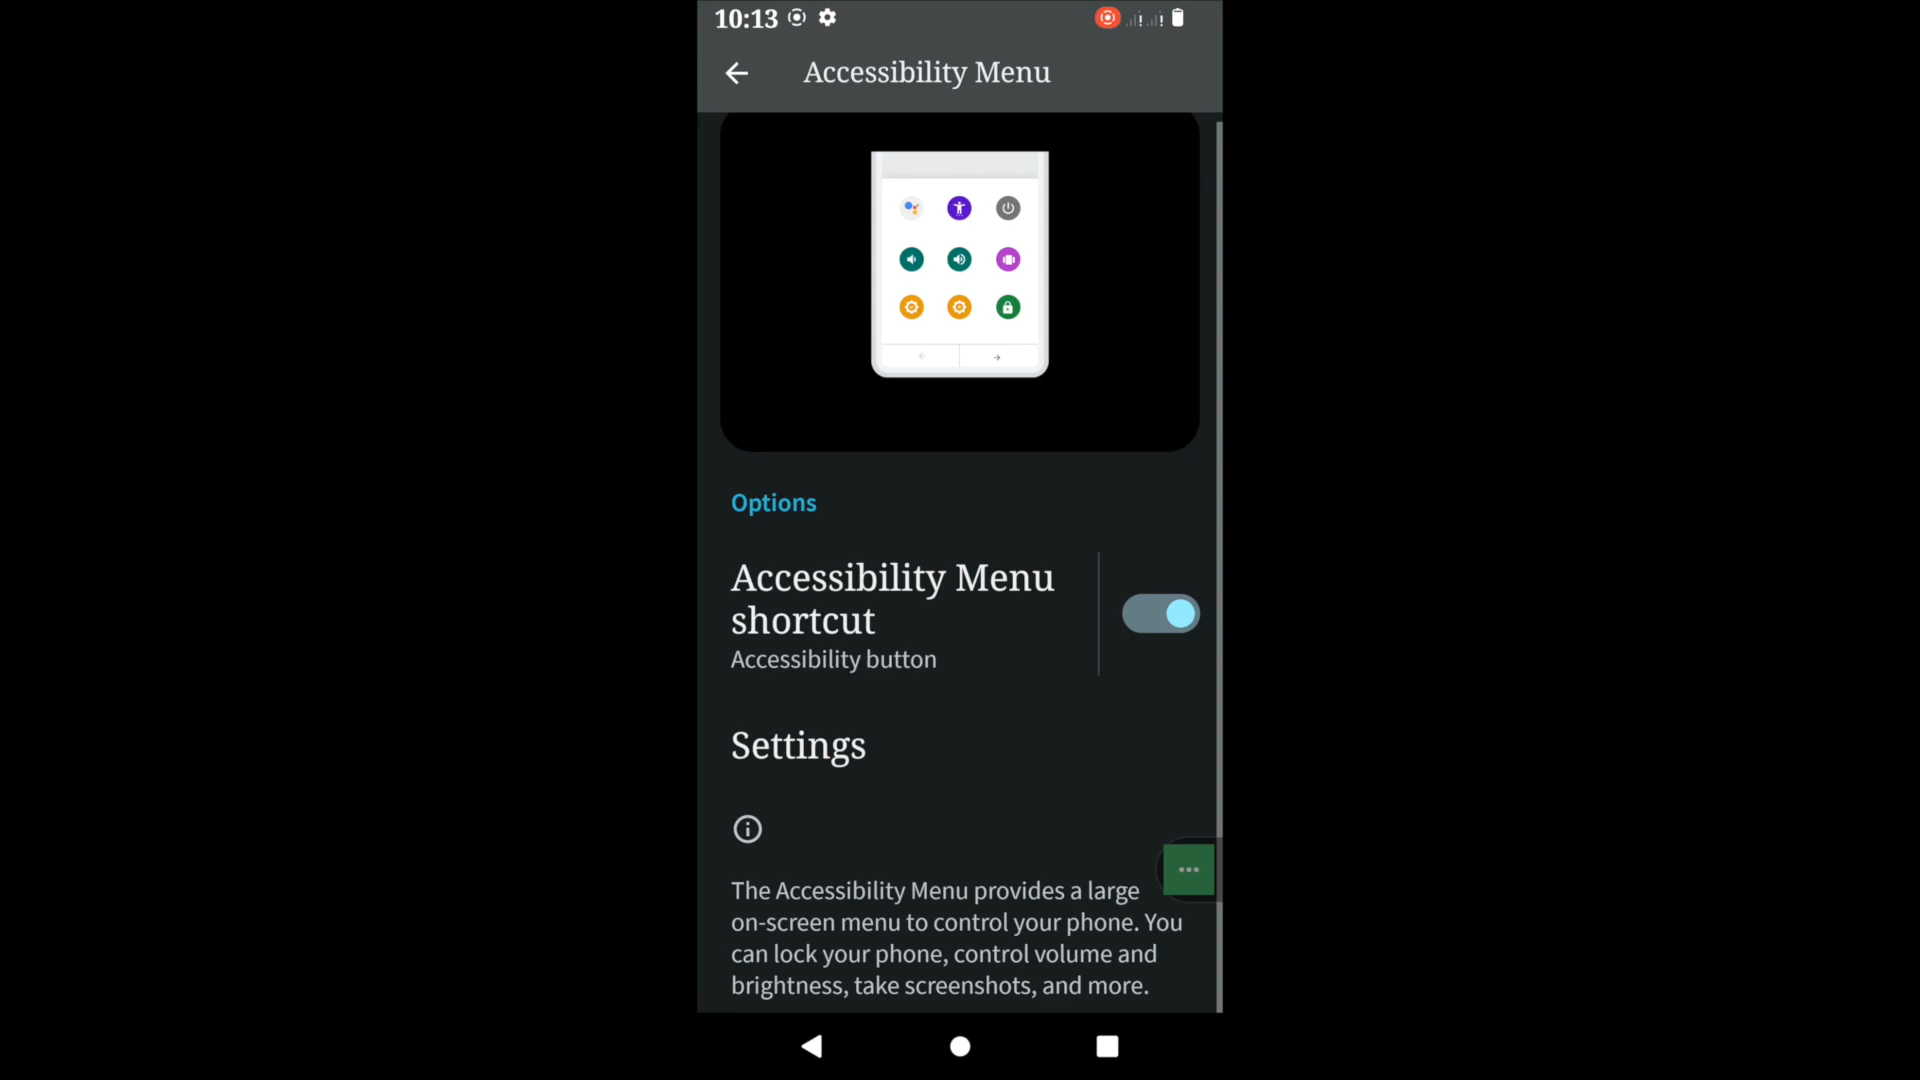 10:13
Accessibility Menu
Options
Accessibility Menu
shortcut
Accessibility button
Settings
The Accessibility Menu provides a large
on-screen menu to control your phone. You
can lock your phone, control volume and
brightness, take screenshots, and more.